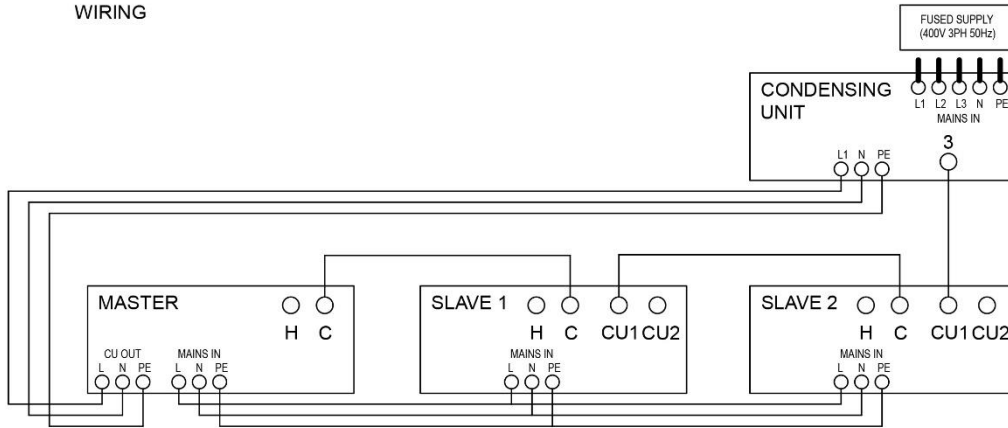 WIRING
FUSED SUPPLY
(400V 3PH 50Hz)
CONDENSING
UNIT
L1 L2 L3 N PE
MAINS IN
3
L1 N PE
MASTER
H C
CU OUT MAINS IN
L N PE L N PE
SLAVE 1
H C CU1 CU2
MAINS IN
L N PE
SLAVE 2
H C CU1 CU2
MAINS IN
L N PE